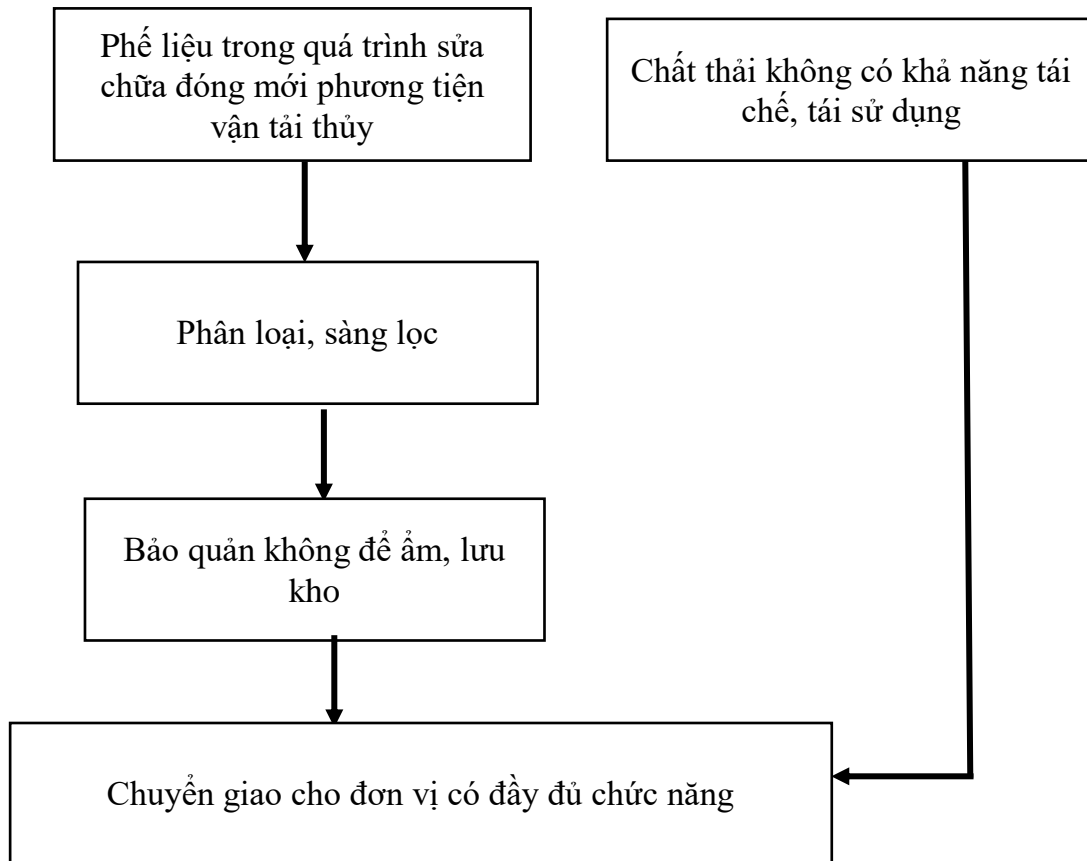 Phế liệu trong quá trình sửa
chữa đóng mới phương tiện
vận tải thủy
Chất thải không có khả năng tái
chế, tái sử dụng
Phân loại, sàng lọc
Bảo quản không để ẩm, lưu
kho
Chuyển giao cho đơn vị có đầy đủ chức năng